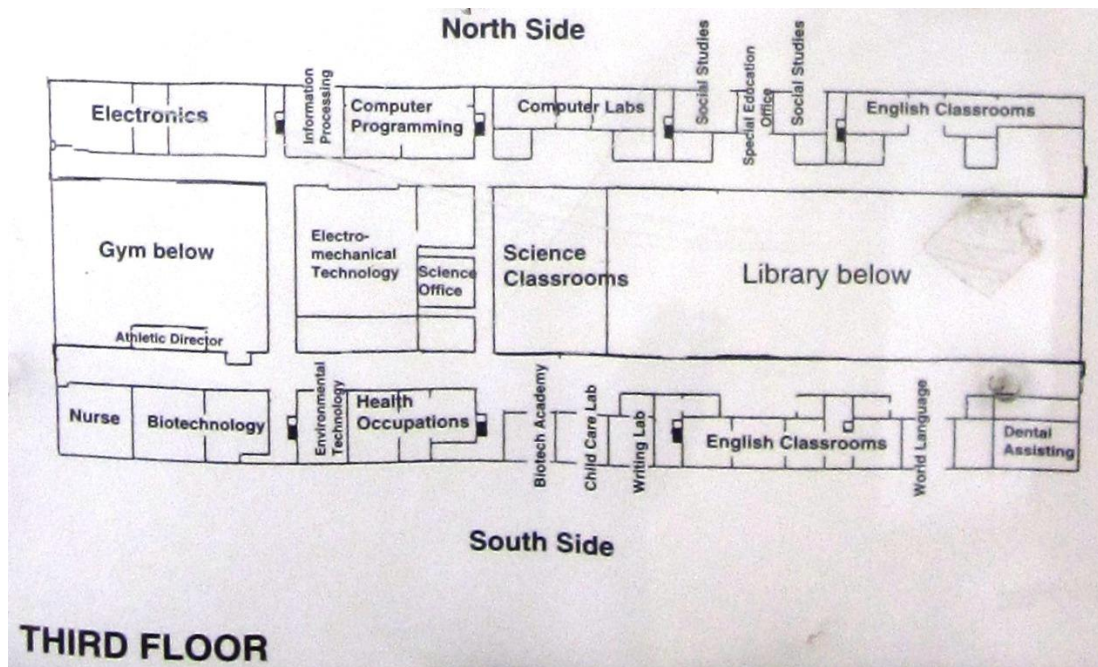 North Side
Electronics
Information
Processing
Computer
Programming
Computer Labs
Social Studies
Special Education
Office
Social Studies
English Classrooms
Gym below
Electro-
mechanical
Technology
Science
Office
Science
Classrooms
Library below
Athletic Director
Nurse
Biotechnology
Environmental
Technology
Health
Occupations
Biotech Academy
Child Care Lab
Writing Lab
English Classrooms
World Language
Dental
Assisting
South Side
THIRD FLOOR